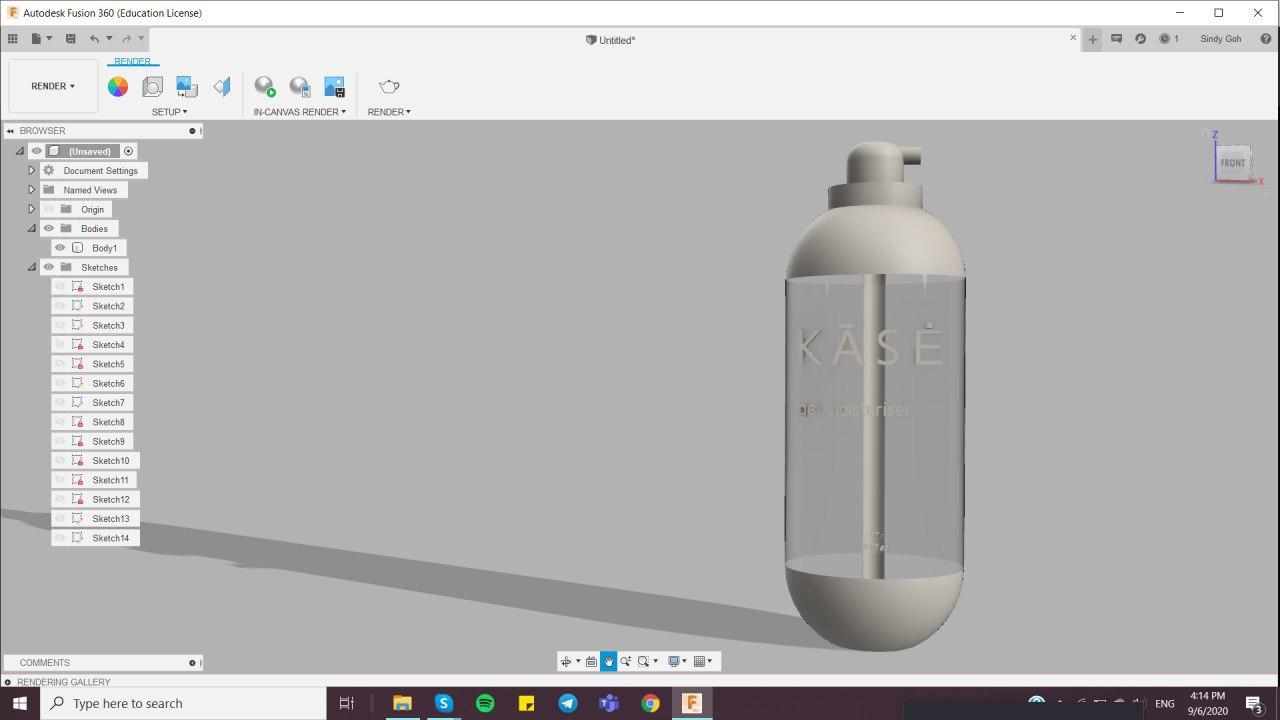 Autodesk Fusion 360 (Education License)
Untitled*
1
Sindy Goh
RENDER
RENDER
SETUP
IN-CANVAS RENDER
RENDER
BROWSER
(Unsaved)
Document Settings
Named Views
Origin
Bodies
Body1
Sketches
Sketch1
Sketch2
Sketch3
Sketch4
Sketch5
Sketch6
Sketch7
Sketch8
Sketch9
Sketch10
Sketch11
Sketch12
Sketch13
Sketch14
Z
FRONT
X
KĀSĖ
gel moisturiser
COMMENTS
RENDERING GALLERY
Type here to search
ENG
4:14 PM
9/6/2020
3